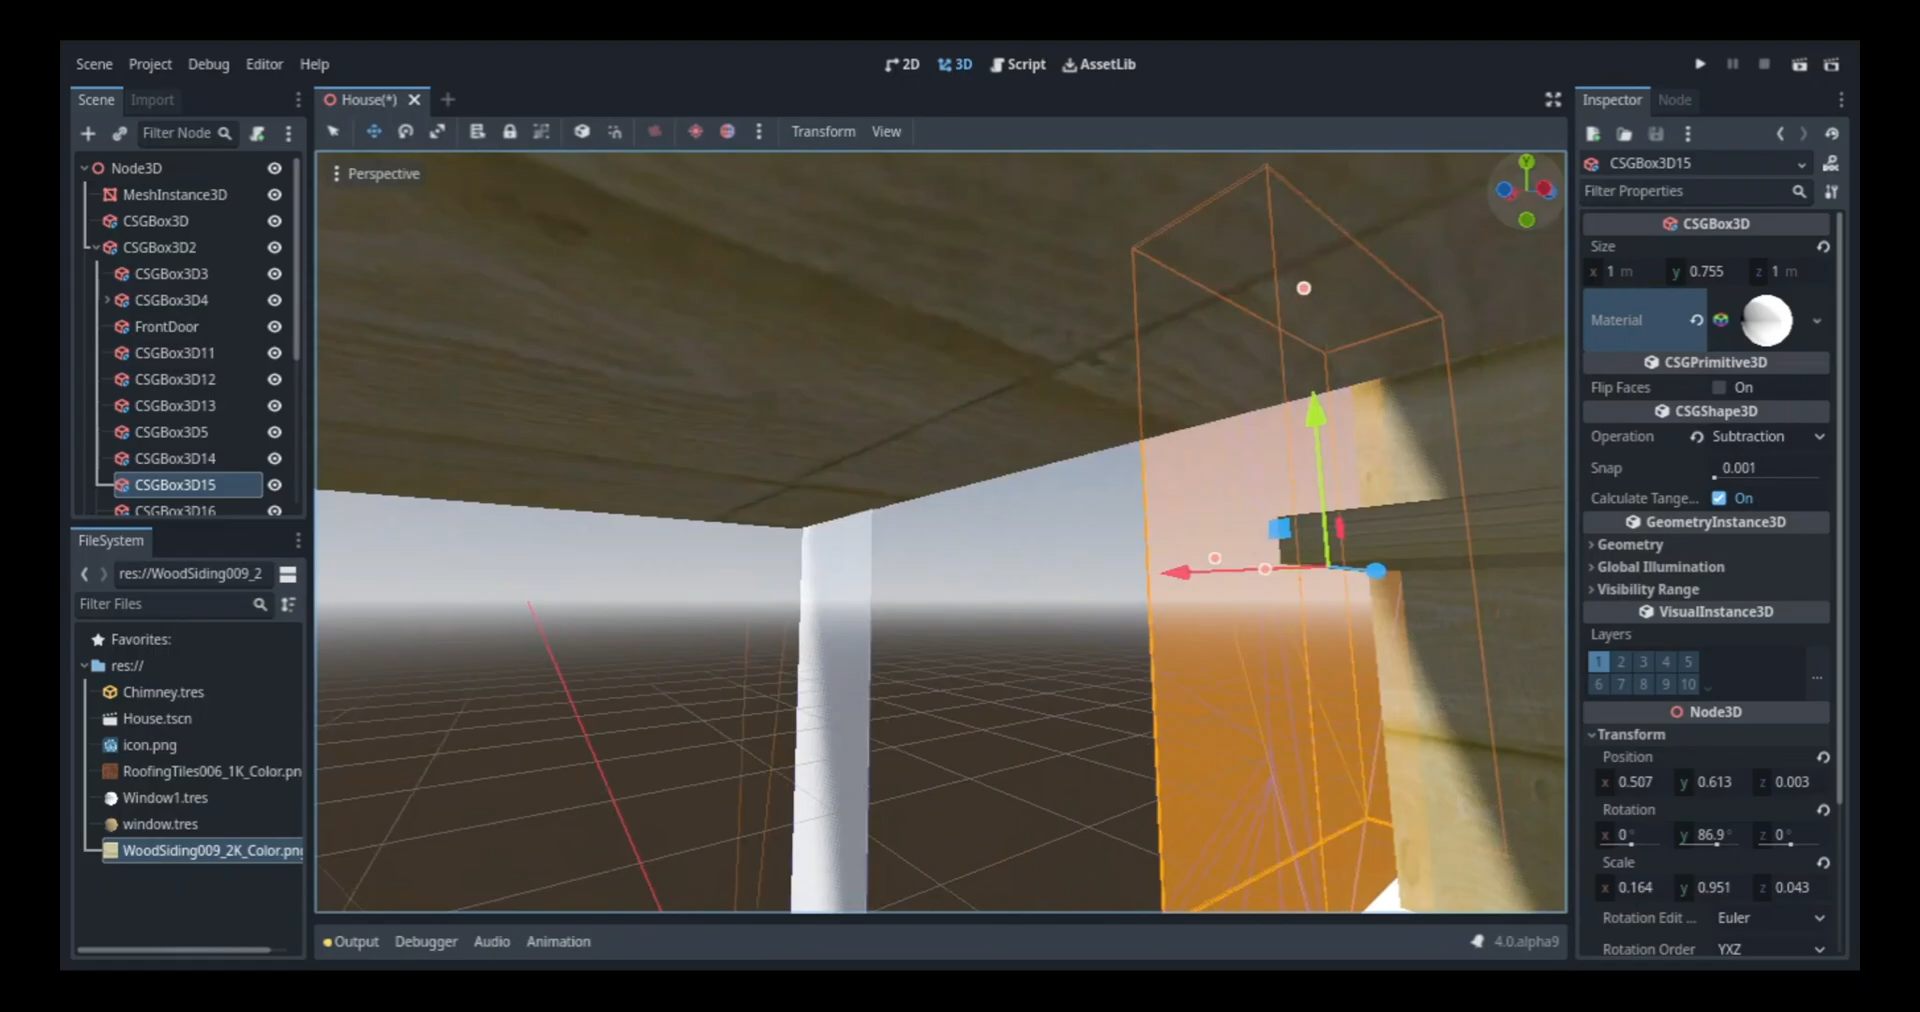 Scene Project Debug Editor Help
2D 3D Script AssetLib
Scene Import
House(*)
Inspector Node
Filter Node
Transform View
Node3D
MeshInstance3D
CSGBox3D
CSGBox3D2
CSGBox3D3
CSGBox3D4
FrontDoor
CSGBox3D11
CSGBox3D12
CSGBox3D13
CSGBox3D5
CSGBox3D14
CSGBox3D15
CSGBox3D16
FileSystem
res://WoodSiding009_2
Filter Files
Favorites:
res://
Chimney.tres
House.tscn
icon.png
RoofingTiles006_1K_Color.pn
Window1.tres
window.tres
WoodSiding009_2K_Color.png
Perspective
Y
Output Debugger Audio Animation
4.0.alpha9
CSGBox3D15
Filter Properties
CSGBox3D
Size
x 1 m y 0.755 z 1 m
Material
CSGPrimitive3D
Flip Faces On
CSGShape3D
Operation Subtraction
Snap 0.001
Calculate Tange... On
GeometryInstance3D
Geometry
Global Illumination
Visibility Range
VisualInstance3D
Layers
1 2 3 4 5
6 7 8 9 10
...
Node3D
Transform
Position
x 0.507 y 0.613 z 0.003
Rotation
x 0° y 86.9° z 0°
Scale
x 0.164 y 0.951 z 0.043
Rotation Edit ... Euler
Rotation Order YXZ